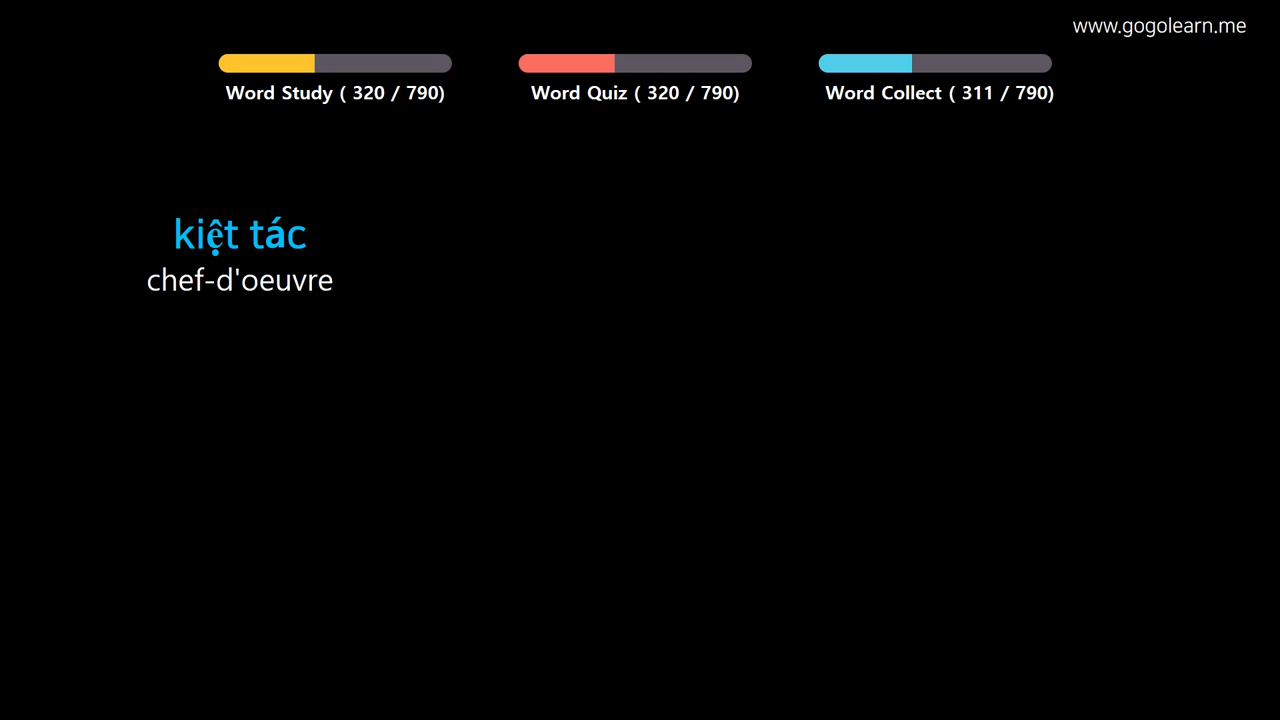 www.gogolearn.me
Word Study ( 320 / 790)
Word Quiz ( 320 / 790)
Word Collect ( 311 / 790)
kiệt tác
chef-d'oeuvre